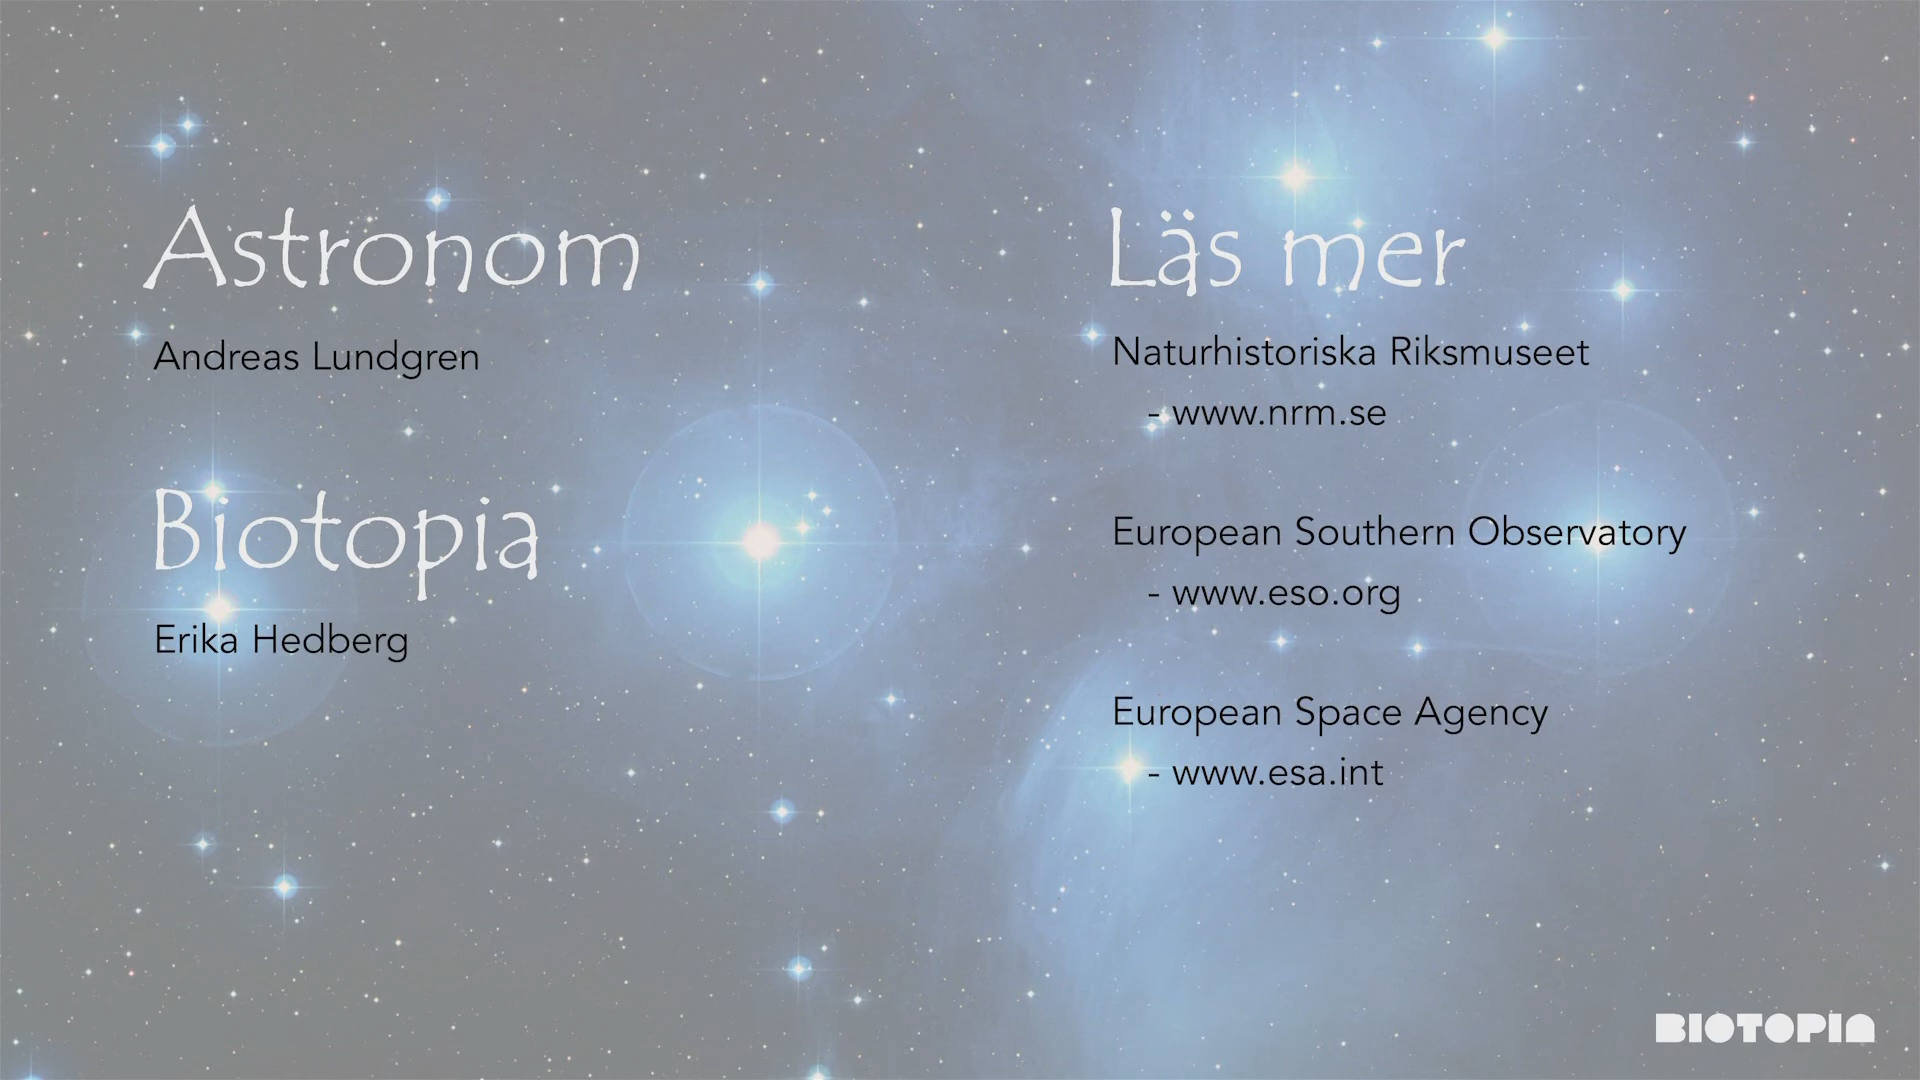 Astronom
Andreas Lundgren
Biotopia
Erika Hedberg
Läs mer
Naturhistoriska Riksmuseet
- www.nrm.se
European Southern Observatory
- www.eso.org
European Space Agency
- www.esa.int
BIOTOPIA